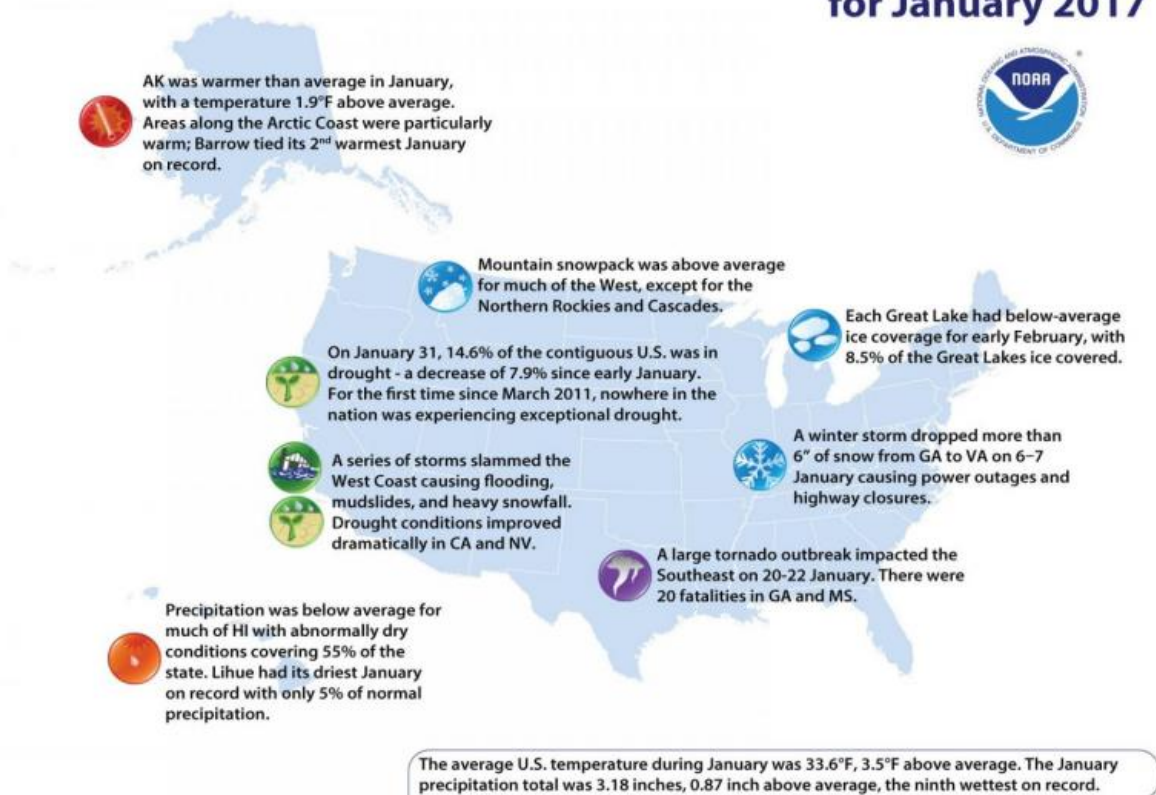 for January 2017
NATIONAL OCEANIC AND ATMOSPHERIC ADMINISTRATION
NOAA
U.S. DEPARTMENT OF COMMERCE
®
AK was warmer than average in January,
with a temperature 1.9°F above average.
Areas along the Arctic Coast were particularly
warm; Barrow tied its 2nd warmest January
on record.
Mountain snowpack was above average
for much of the West, except for the
Northern Rockies and Cascades.
Each Great Lake had below-average
ice coverage for early February, with
8.5% of the Great Lakes ice covered.
On January 31, 14.6% of the contiguous U.S. was in
drought - a decrease of 7.9% since early January.
For the first time since March 2011, nowhere in the
nation was experiencing exceptional drought.
A winter storm dropped more than
6" of snow from GA to VA on 6–7
January causing power outages and
highway closures.
A series of storms slammed the
West Coast causing flooding,
mudslides, and heavy snowfall.
Drought conditions improved
dramatically in CA and NV.
A large tornado outbreak impacted the
Southeast on 20-22 January. There were
20 fatalities in GA and MS.
Precipitation was below average for
much of HI with abnormally dry
conditions covering 55% of the
state. Lihue had its driest January
on record with only 5% of normal
precipitation.
The average U.S. temperature during January was 33.6°F, 3.5°F above average. The January
precipitation total was 3.18 inches, 0.87 inch above average, the ninth wettest on record.